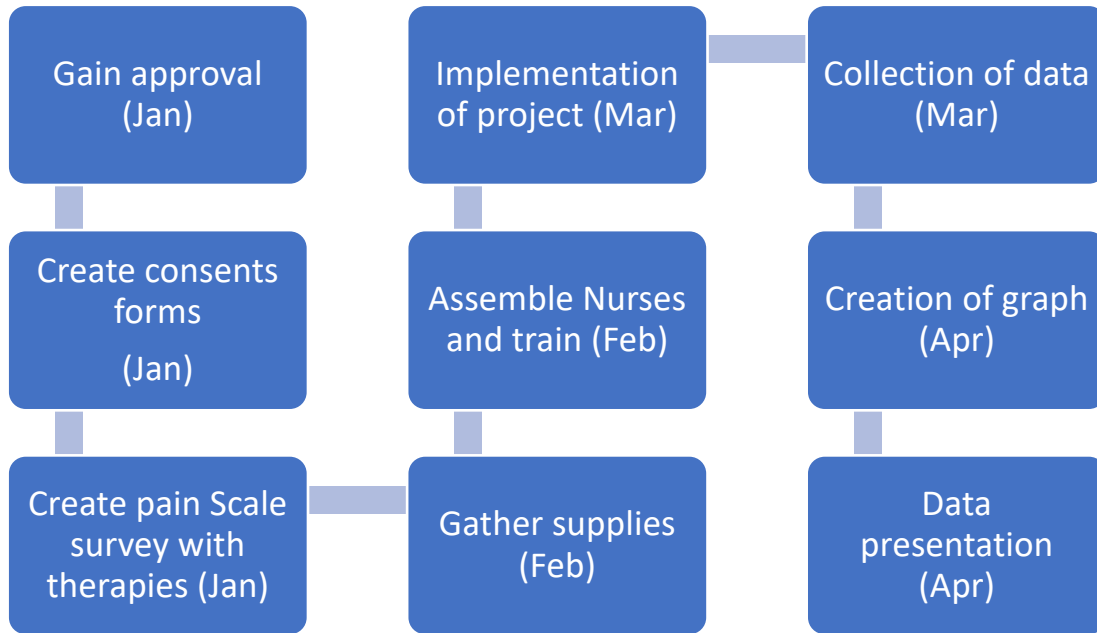 Gain approval
(Jan)
Create consents
forms
(Jan)
Create pain Scale
survey with
therapies (Jan)
Gather supplies
(Feb)
Assemble Nurses
and train (Feb)
Implementation
of project (Mar)
Collection of data
(Mar)
Creation of graph
(Apr)
Data
presentation
(Apr)